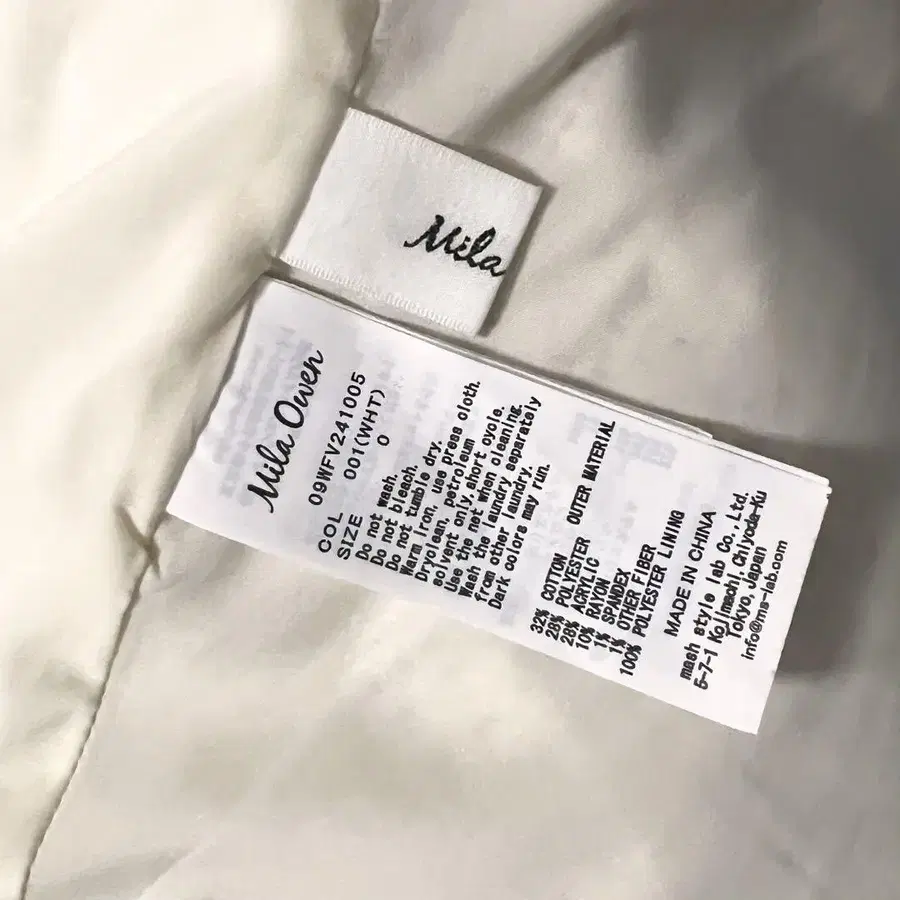 Mila
Mila Owen
09WFV241005
COL 001(WHT)
SIZE 0
Do not wash.
Do not bleach.
Do not tumble dry.
Warm iron, use press cloth.
Dryclean, petroleum
solvent only, short cycle.
Use the net when cleaning.
Wash the laundry separately
from other laundry.
Dark colors may run.
OUTER MATERIAL
32% COTTON
28% POLYESTER
28% ACRYLIC
10% RAYON
1% SPANDEX
1% OTHER FIBER
100% POLYESTER LINING
MADE IN CHINA
mash style lab Co.,Ltd.
5-7-1 Kojimachi,Chiyoda-Ku
Tokyo,Japan
info@ms-lab.com